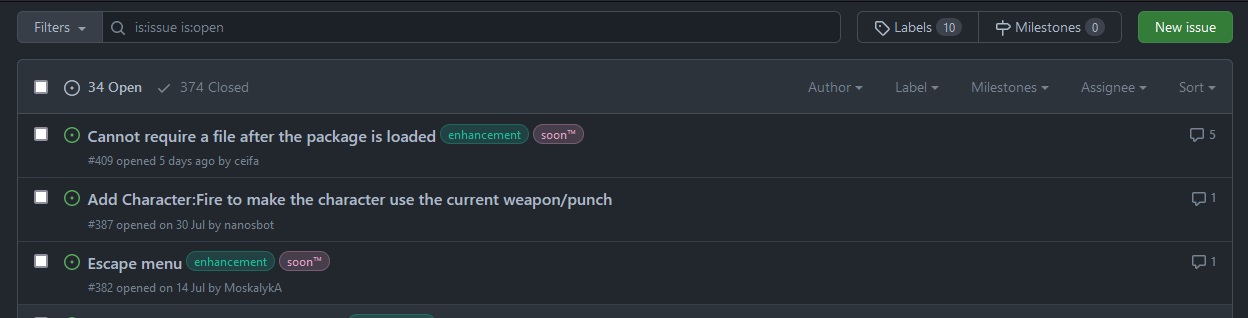 Filters is:issue is:open Labels 10 Milestones 0 New issue
34 Open 374 Closed Author Label Milestones Assignee Sort
Cannot require a file after the package is loaded enhancement soon™ 5
#409 opened 5 days ago by ceifa
Add Character:Fire to make the character use the current weapon/punch 1
#387 opened on 30 Jul by nanosbot
Escape menu enhancement soon™ 1
#382 opened on 14 Jul by MoskalykA